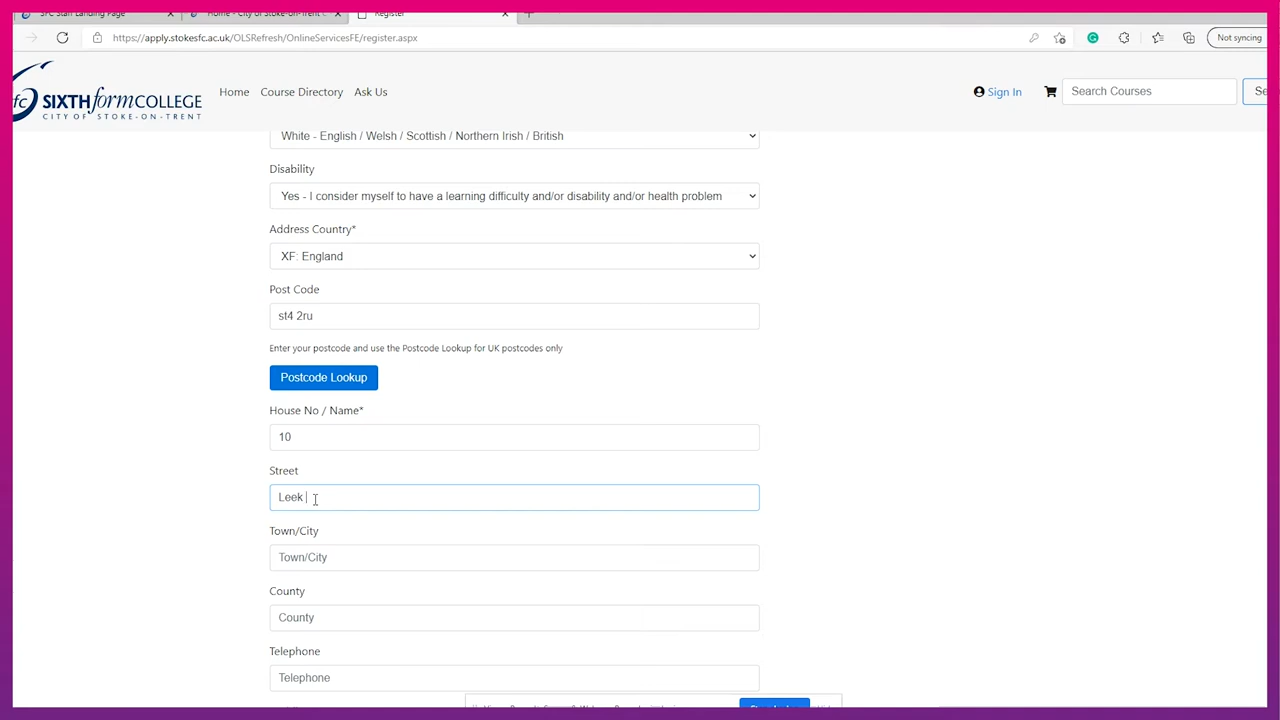 SFC Staff Landing Page
Home - City of Stoke-on-Trent
Register
https://apply.stokesfc.ac.uk/OLSRefresh/OnlineServicesFE/register.aspx
Not syncing
fc SIXTHformCOLLEGE
CITY OF STOKE-ON-TRENT
Home Course Directory Ask Us
Sign In
Search Courses
Se
White - English / Welsh / Scottish / Northern Irish / British
Disability
Yes - I consider myself to have a learning difficulty and/or disability and/or health problem
Address Country*
XF: England
Post Code
st4 2ru
Enter your postcode and use the Postcode Lookup for UK postcodes only
Postcode Lookup
House No / Name*
10
Street
Leek
Town/City
Town/City
County
County
Telephone
Telephone